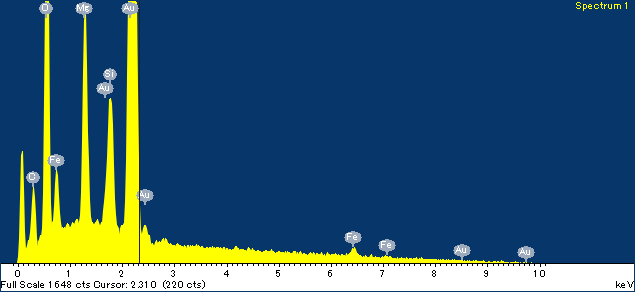 Spectrum 1
O Mg Au
Si
Au
Fe
O
Au
Fe Fe Au Au
0 1 2 3 4 5 6 7 8 9 10
Full Scale 1648 cts Cursor: 2.310 (220 cts) keV